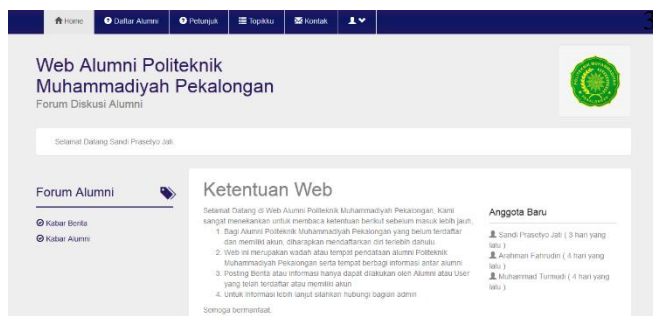 Home Daftar Alumni Petunjuk Topikku Kontak
3
Web Alumni Politeknik
Muhammadiyah Pekalongan
Forum Diskusi Alumni
Selamat Datang Sandi Prasetyo Jati
Forum Alumni
Kabar Berita
Kabar Alumni
Ketentuan Web
Selamat Datang di Web Alumni Politeknik Muhammadiyah Pekalongan, Kami
sangat menekankan untuk membaca ketentuan berikut sebelum masuk lebih jauh.
1. Bagi Alumni Politeknik Muhammadiyah Pekalongan yang belum terdaftar
dan memiliki akun, diharapkan mendaftarkan diri terlebih dahulu
2. Web ini merupakan wadah atau tempat pendataan alumni Politeknik
Muhammadiyah Pekalongan serta tempat berbagi informasi antar alumni
3. Posting Berita atau informasi hanya dapat dilakukan oleh Alumni atau User
yang telah terdaftar atau memiliki akun
4. Untuk informasi lebih lanjut silahkan hubungi bagian admin
Semoga bermanfaat.
Anggota Baru
Sandi Prasetyo Jati ( 3 hari yang
lalu )
Arahman Fahrudin ( 4 hari yang
lalu )
Muhammad Turmudi ( 4 hari yang
lalu )